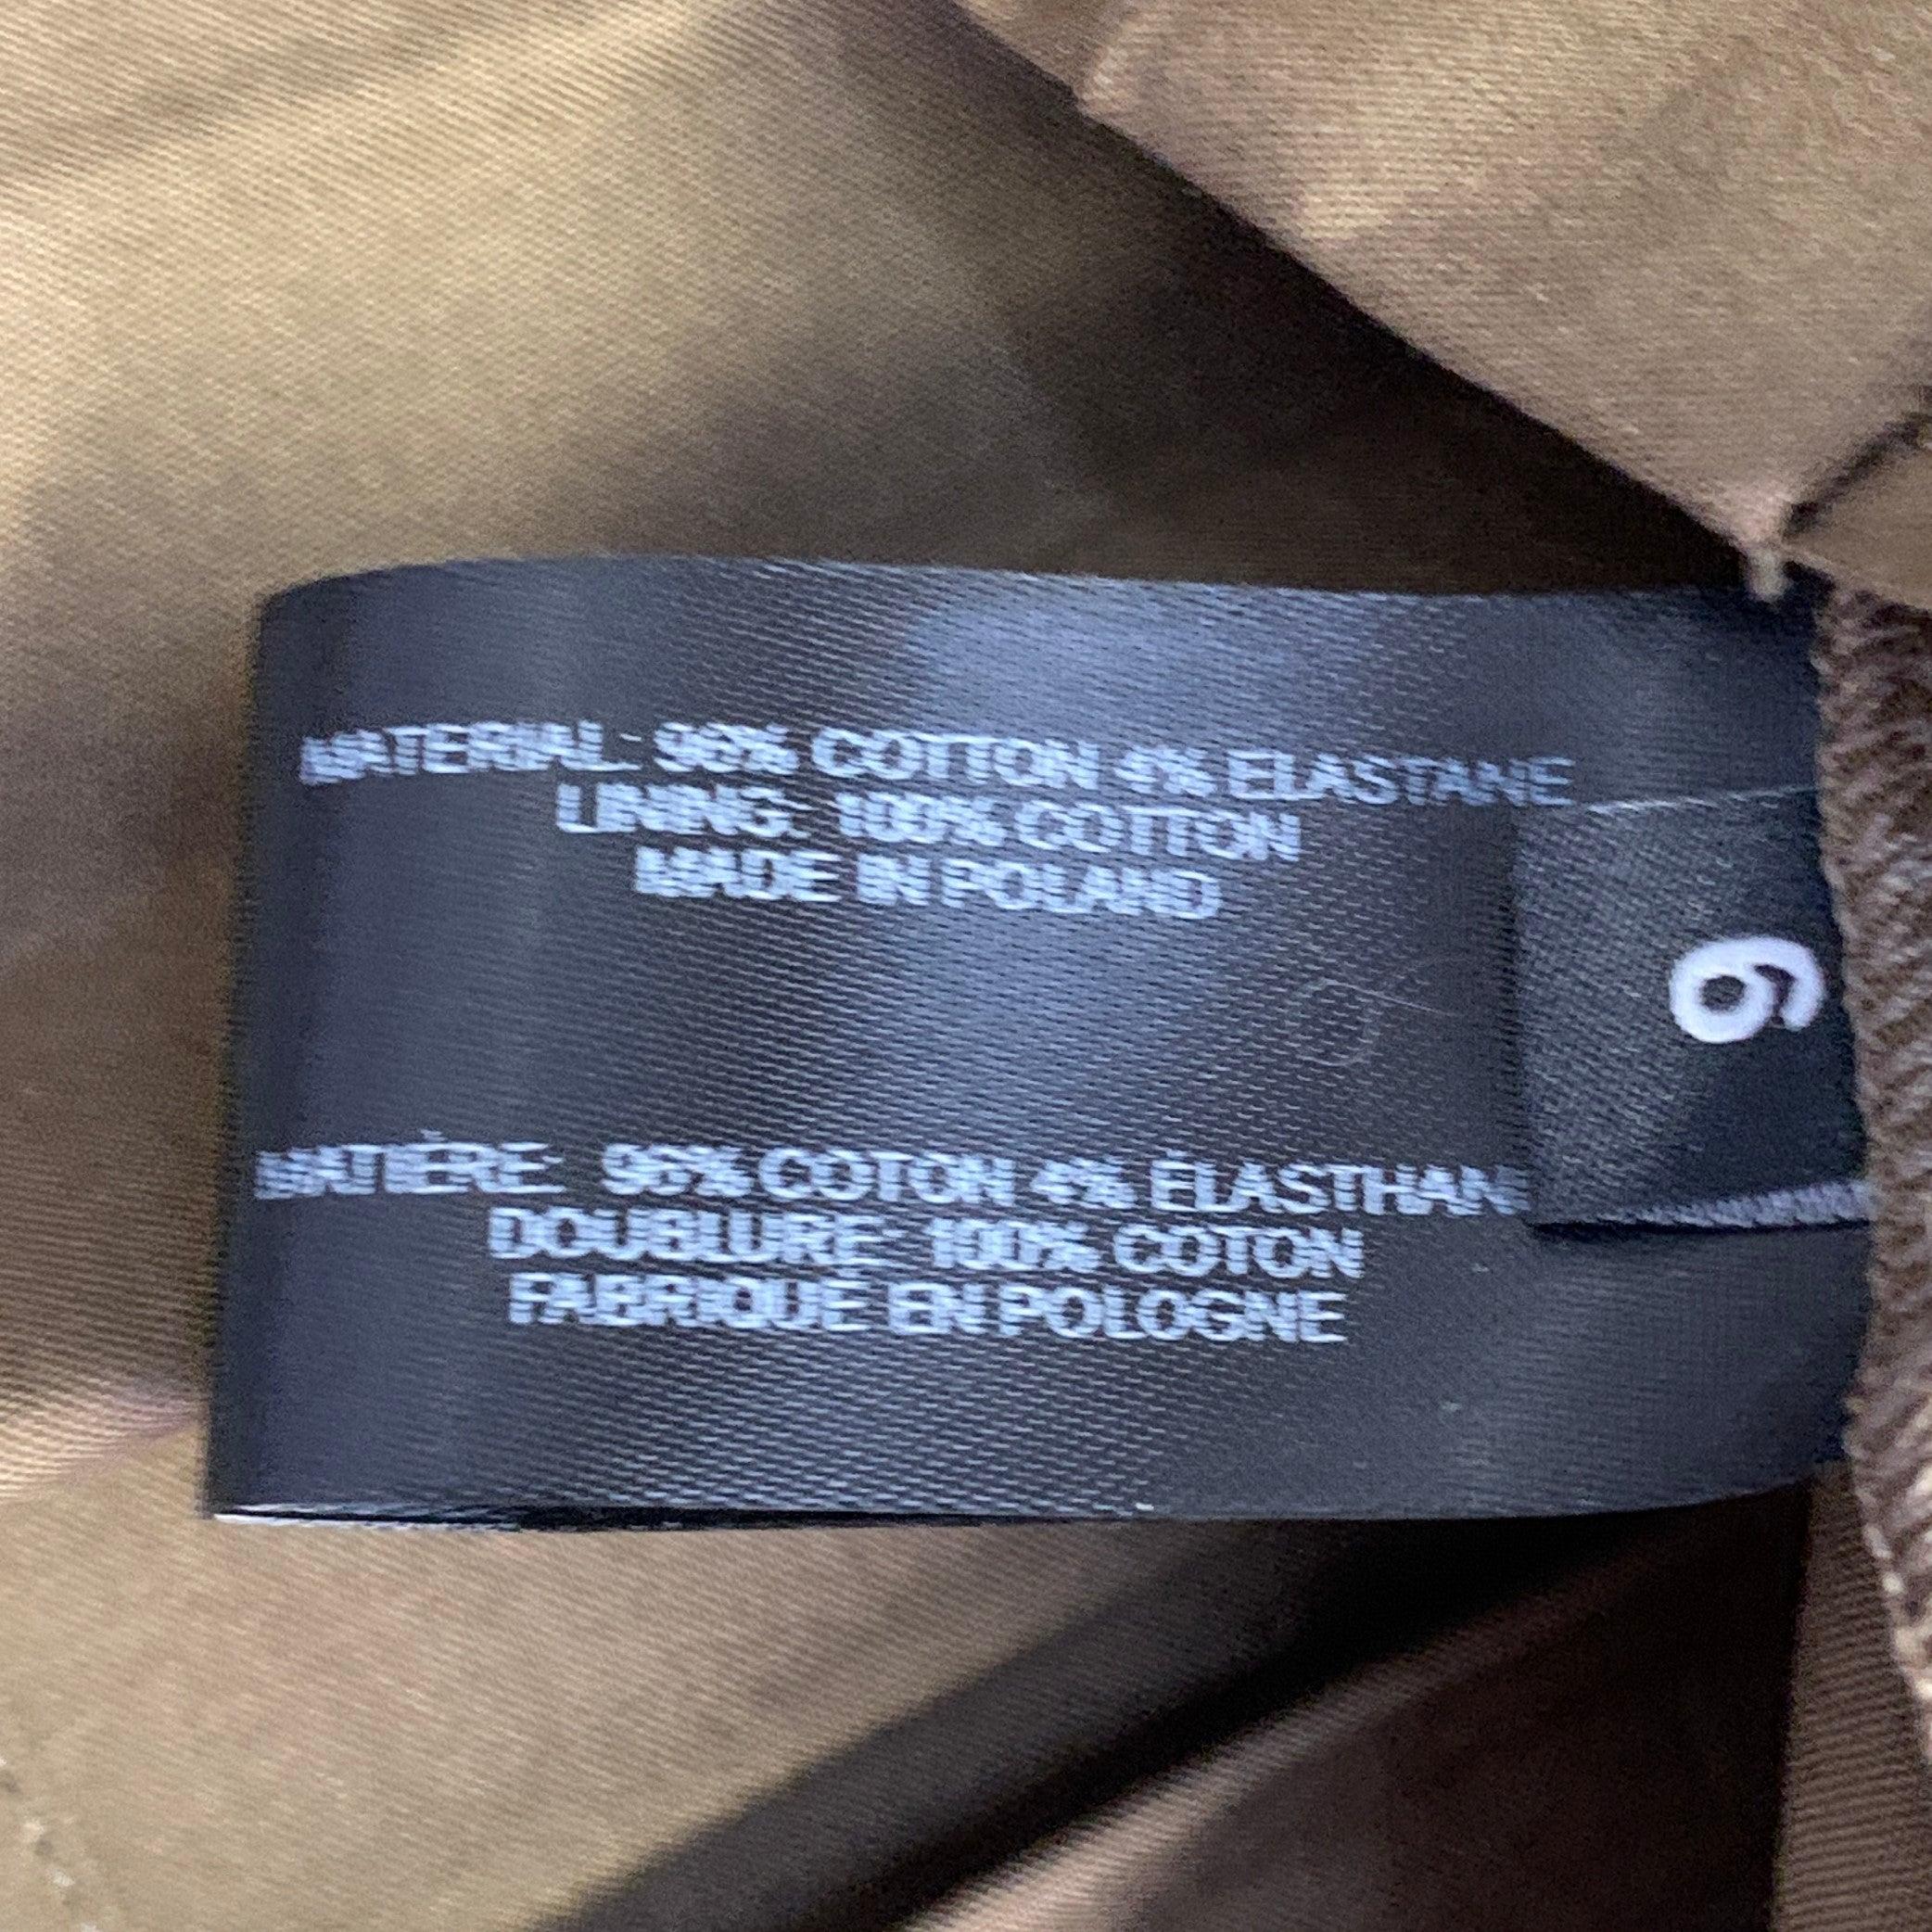 MATERIAL: 96% COTTON 4% ELASTANE
LINING: 100% COTTON
MADE IN POLAND
6
MATIÈRE: 96% COTON 4% ÉLASTHAN
DOUBLURE: 100% COTON
FABRIQUÉ EN POLOGNE